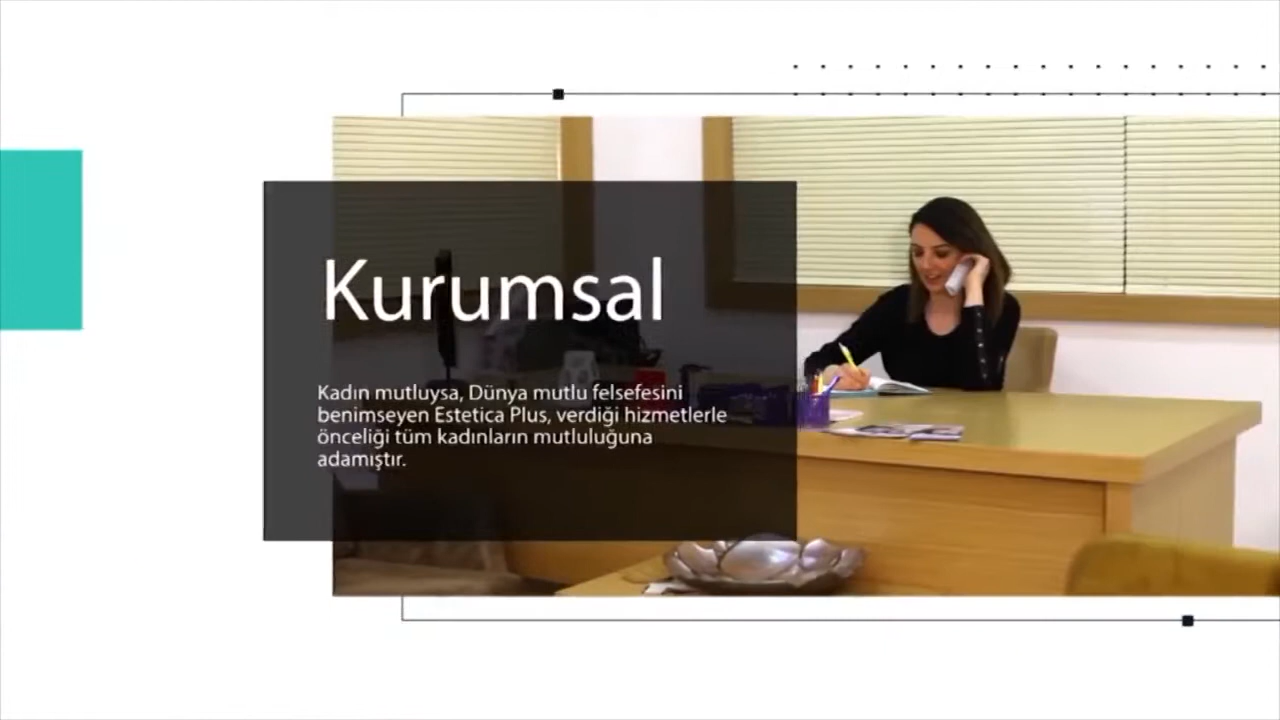 Kurumsal
Kadın mutluysa, Dünya mutlu felsefesini
benimseyen Estetica Plus, verdiği hizmetlerle
önceliği tüm kadınların mutluluğuna
adamıştır.